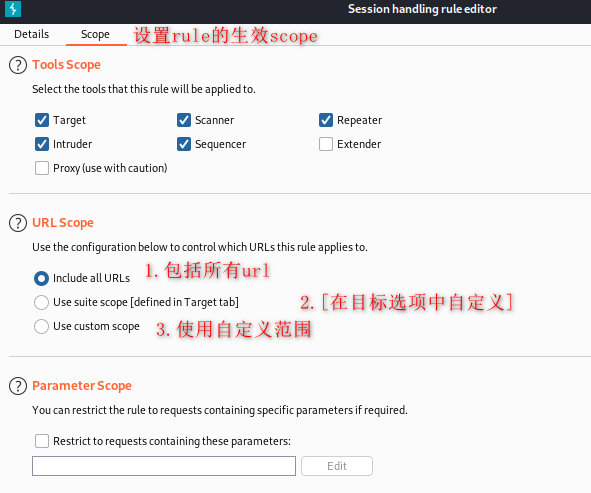 Session handling rule editor
Details Scope 设置rule的生效scope
? Tools Scope
Select the tools that this rule will be applied to.
Target Scanner Repeater
Intruder Sequencer Extender
Proxy (use with caution)
? URL Scope
Use the configuration below to control which URLs this rule applies to.
Include all URLs 1.包括所有url
Use suite scope [defined in Target tab] 2.[在目标选项中自定义]
Use custom scope 3.使用自定义范围
? Parameter Scope
You can restrict the rule to requests containing specific parameters if required.
Restrict to requests containing these parameters:
Edit